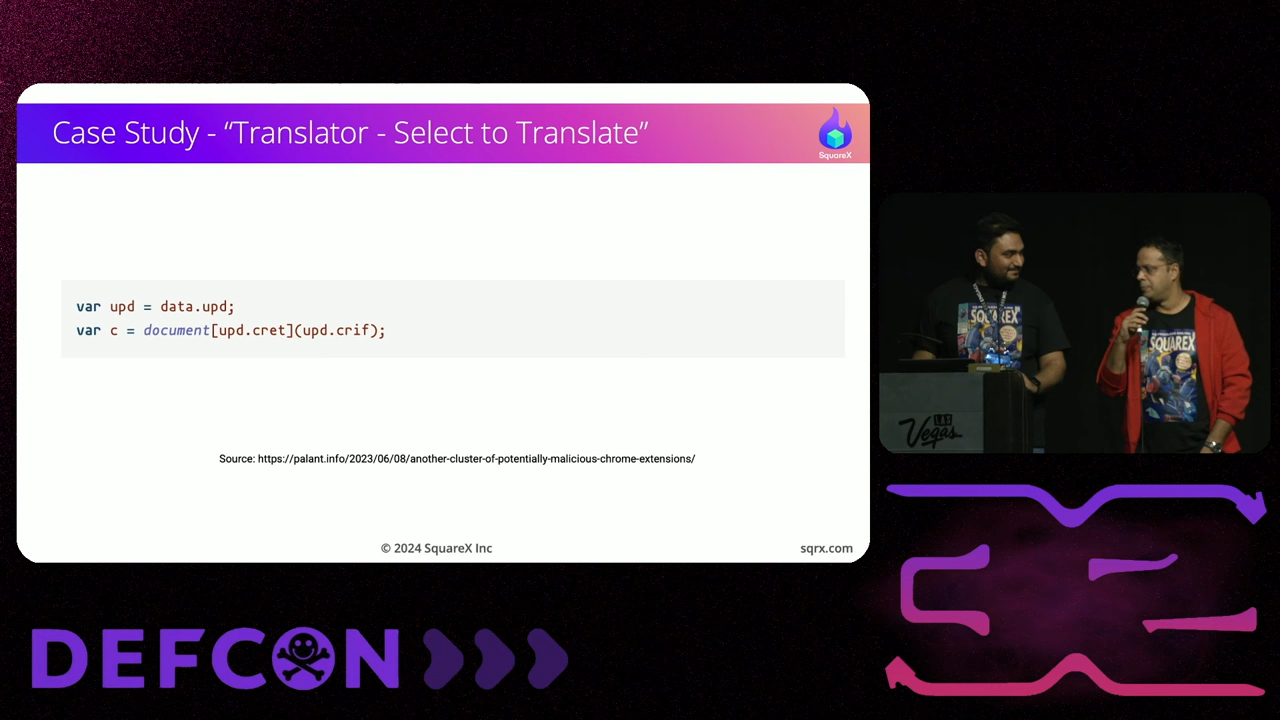 Case Study - “Translator - Select to Translate”
SquareX
var upd = data.upd;
var c = document[upd.cret](upd.crif);
Source: https://palant.info/2023/06/08/another-cluster-of-potentially-malicious-chrome-extensions/
© 2024 SquareX Inc
sqrx.com
SQUAREX
SQUAREX
LAS
Vegas
DEFCON